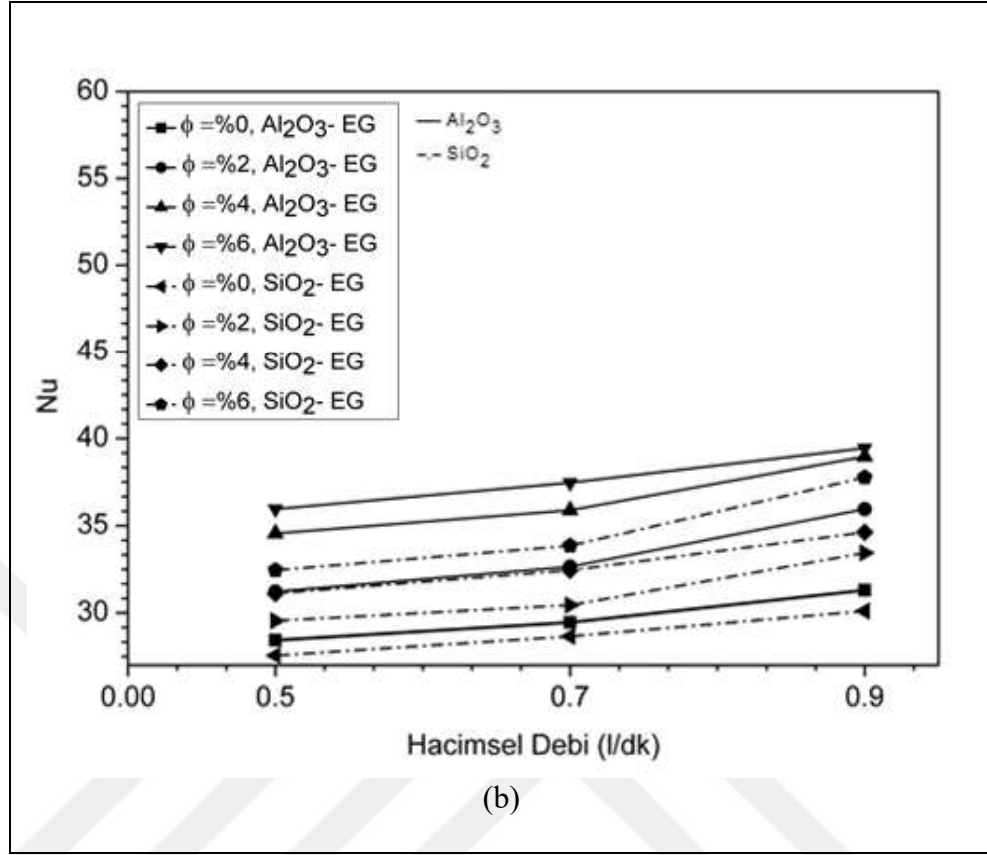 60
55
50
45
40
35
30
Nu
ϕ =%0, Al₂O₃- EG
ϕ =%2, Al₂O₃- EG
ϕ =%4, Al₂O₃- EG
ϕ =%6, Al₂O₃- EG
ϕ =%0, SiO₂- EG
ϕ =%2, SiO₂- EG
ϕ =%4, SiO₂- EG
ϕ =%6, SiO₂- EG
Al₂O₃
SiO₂
0.00 0.5 0.7 0.9
Hacimsel Debi (l/dk)
(b)